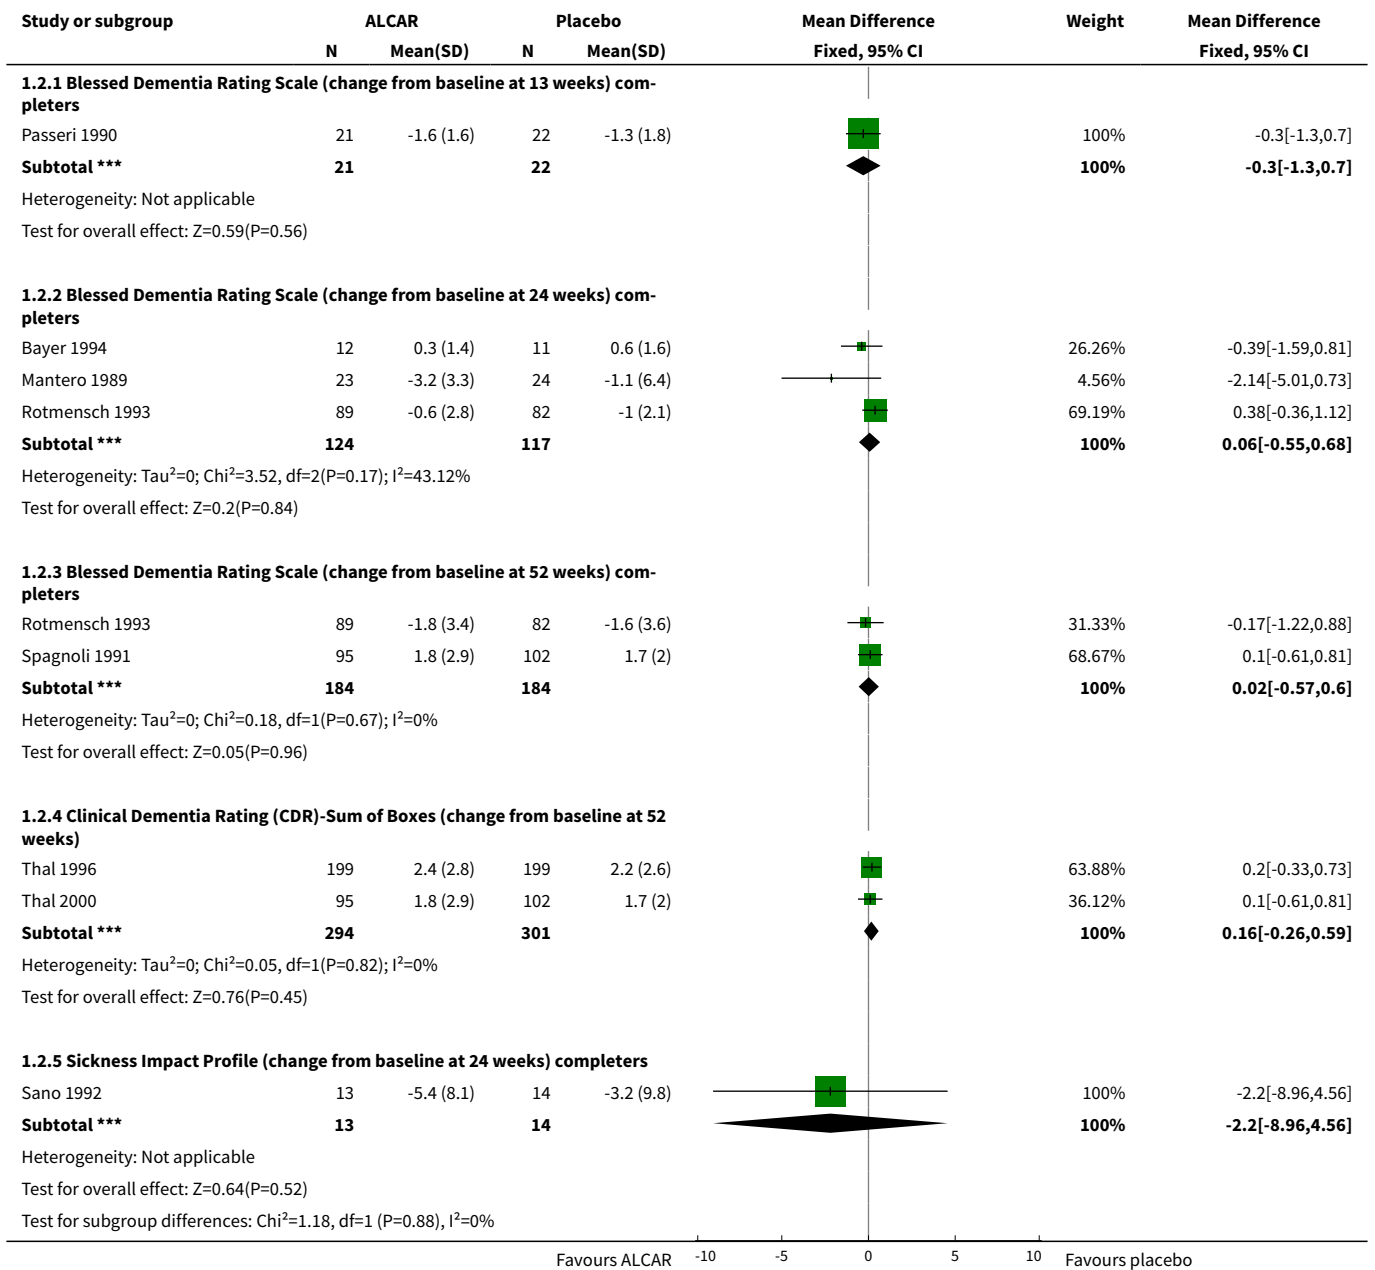 Study or subgroup ALCAR Placebo Mean Difference Weight Mean Difference
N Mean(SD) N Mean(SD) Fixed, 95% CI Fixed, 95% CI
1.2.1 Blessed Dementia Rating Scale (change from baseline at 13 weeks) com-
pleters
Passeri 1990 21 -1.6 (1.6) 22 -1.3 (1.8) 100% -0.3[-1.3,0.7]
Subtotal *** 21 22 100% -0.3[-1.3,0.7]
Heterogeneity: Not applicable
Test for overall effect: Z=0.59(P=0.56)
1.2.2 Blessed Dementia Rating Scale (change from baseline at 24 weeks) com-
pleters
Bayer 1994 12 0.3 (1.4) 11 0.6 (1.6) 26.26% -0.39[-1.59,0.81]
Mantero 1989 23 -3.2 (3.3) 24 -1.1 (6.4) 4.56% -2.14[-5.01,0.73]
Rotmensch 1993 89 -0.6 (2.8) 82 -1 (2.1) 69.19% 0.38[-0.36,1.12]
Subtotal *** 124 117 100% 0.06[-0.55,0.68]
Heterogeneity: Tau²=0; Chi²=3.52, df=2(P=0.17); I²=43.12%
Test for overall effect: Z=0.2(P=0.84)
1.2.3 Blessed Dementia Rating Scale (change from baseline at 52 weeks) com-
pleters
Rotmensch 1993 89 -1.8 (3.4) 82 -1.6 (3.6) 31.33% -0.17[-1.22,0.88]
Spagnoli 1991 95 1.8 (2.9) 102 1.7 (2) 68.67% 0.1[-0.61,0.81]
Subtotal *** 184 184 100% 0.02[-0.57,0.6]
Heterogeneity: Tau²=0; Chi²=0.18, df=1(P=0.67); I²=0%
Test for overall effect: Z=0.05(P=0.96)
1.2.4 Clinical Dementia Rating (CDR)-Sum of Boxes (change from baseline at 52
weeks)
Thal 1996 199 2.4 (2.8) 199 2.2 (2.6) 63.88% 0.2[-0.33,0.73]
Thal 2000 95 1.8 (2.9) 102 1.7 (2) 36.12% 0.1[-0.61,0.81]
Subtotal *** 294 301 100% 0.16[-0.26,0.59]
Heterogeneity: Tau²=0; Chi²=0.05, df=1(P=0.82); I²=0%
Test for overall effect: Z=0.76(P=0.45)
1.2.5 Sickness Impact Profile (change from baseline at 24 weeks) completers
Sano 1992 13 -5.4 (8.1) 14 -3.2 (9.8) 100% -2.2[-8.96,4.56]
Subtotal *** 13 14 100% -2.2[-8.96,4.56]
Heterogeneity: Not applicable
Test for overall effect: Z=0.64(P=0.52)
Test for subgroup differences: Chi²=1.18, df=1 (P=0.88), I²=0%
Favours ALCAR -10 -5 0 5 10 Favours placebo